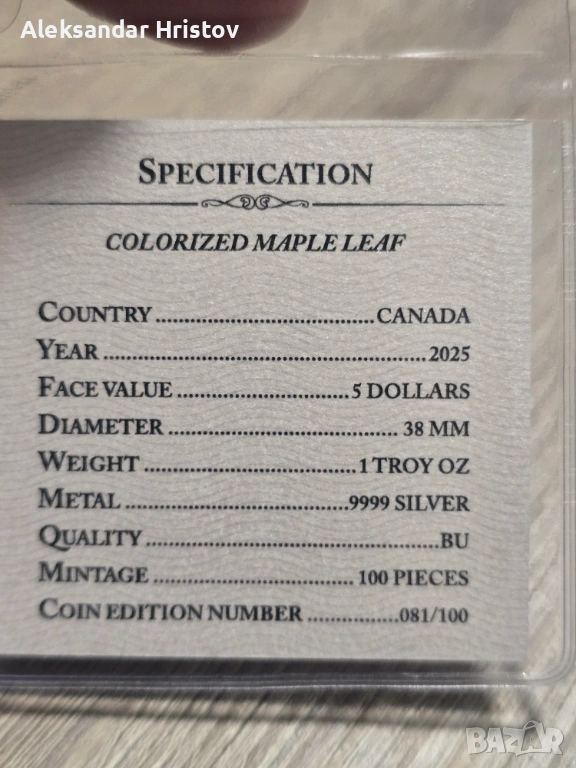 Aleksandar Hristov
SPECIFICATION
COLORIZED MAPLE LEAF
COUNTRY ................................... CANADA
YEAR .................................................... 2025
FACE VALUE ........................... 5 DOLLARS
DIAMETER ..................................... 38 MM
WEIGHT .................................. 1 TROY OZ
METAL ................................... 9999 SILVER
QUALITY ............................................... BU
MINTAGE ................................ 100 PIECES
COIN EDITION NUMBER .............. 081/100
BAZAR